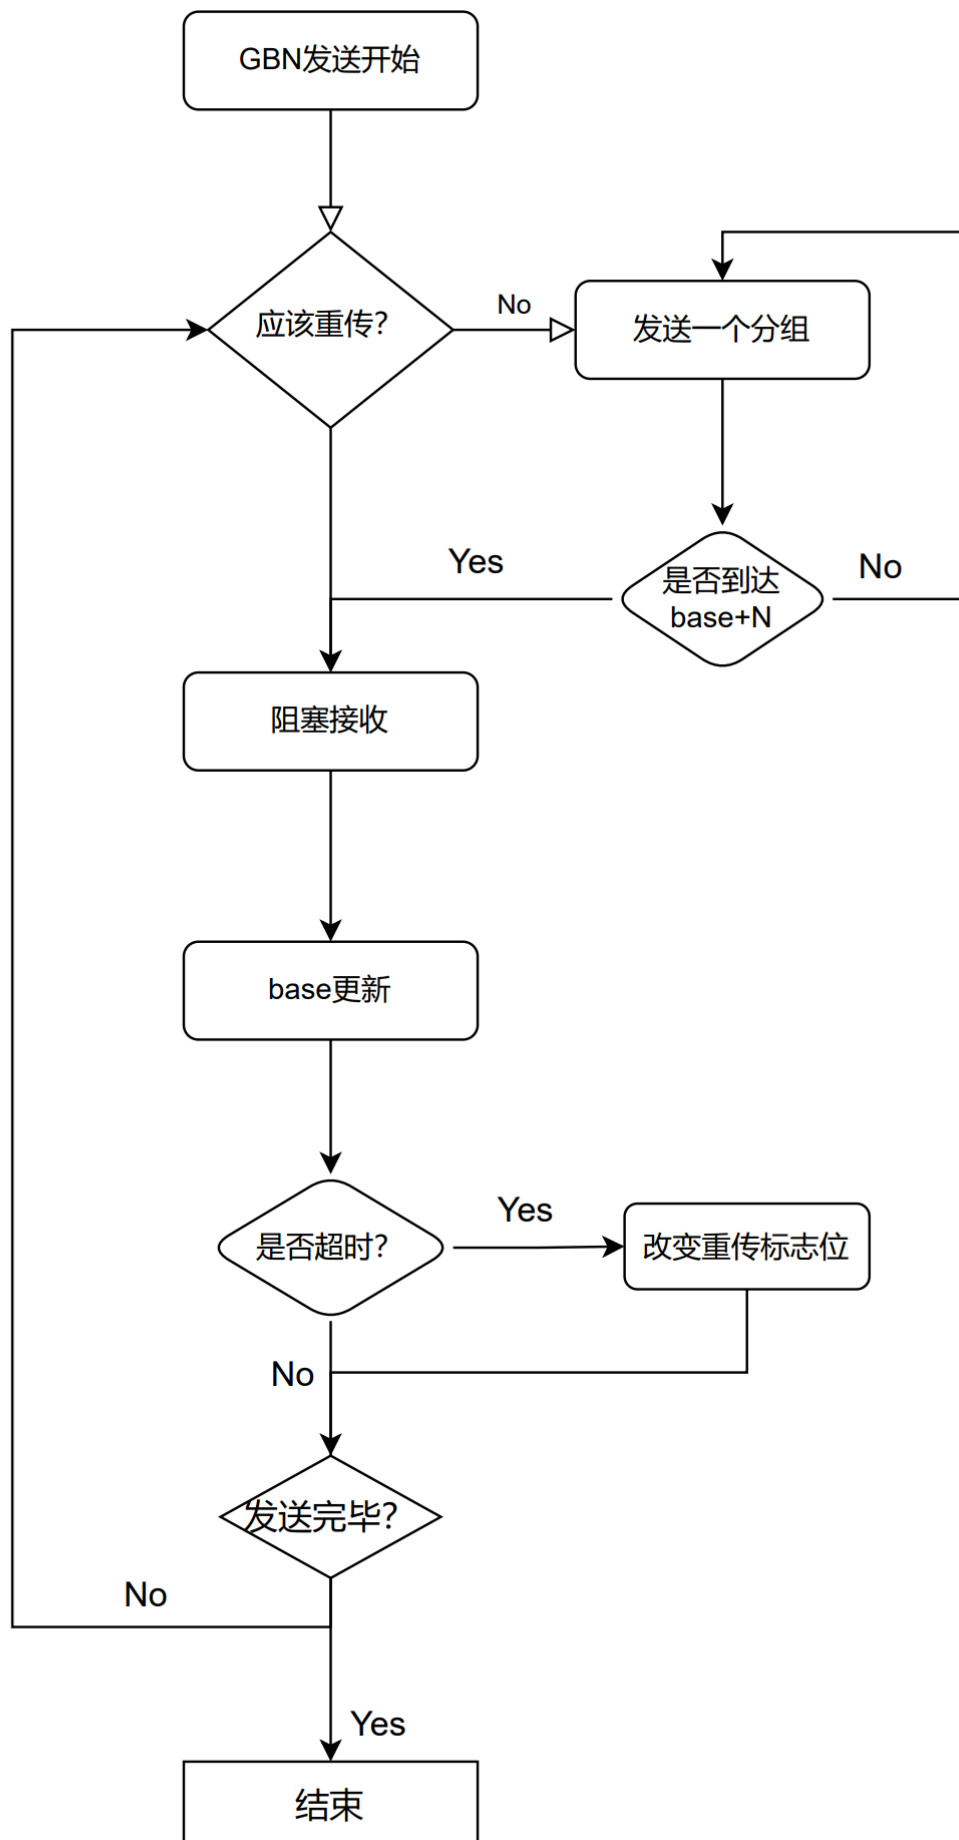 GBN发送开始
应该重传?
No
发送一个分组
是否到达
base+N
Yes
No
阻塞接收
base更新
是否超时?
Yes
改变重传标志位
No
发送完毕?
No
Yes
结束